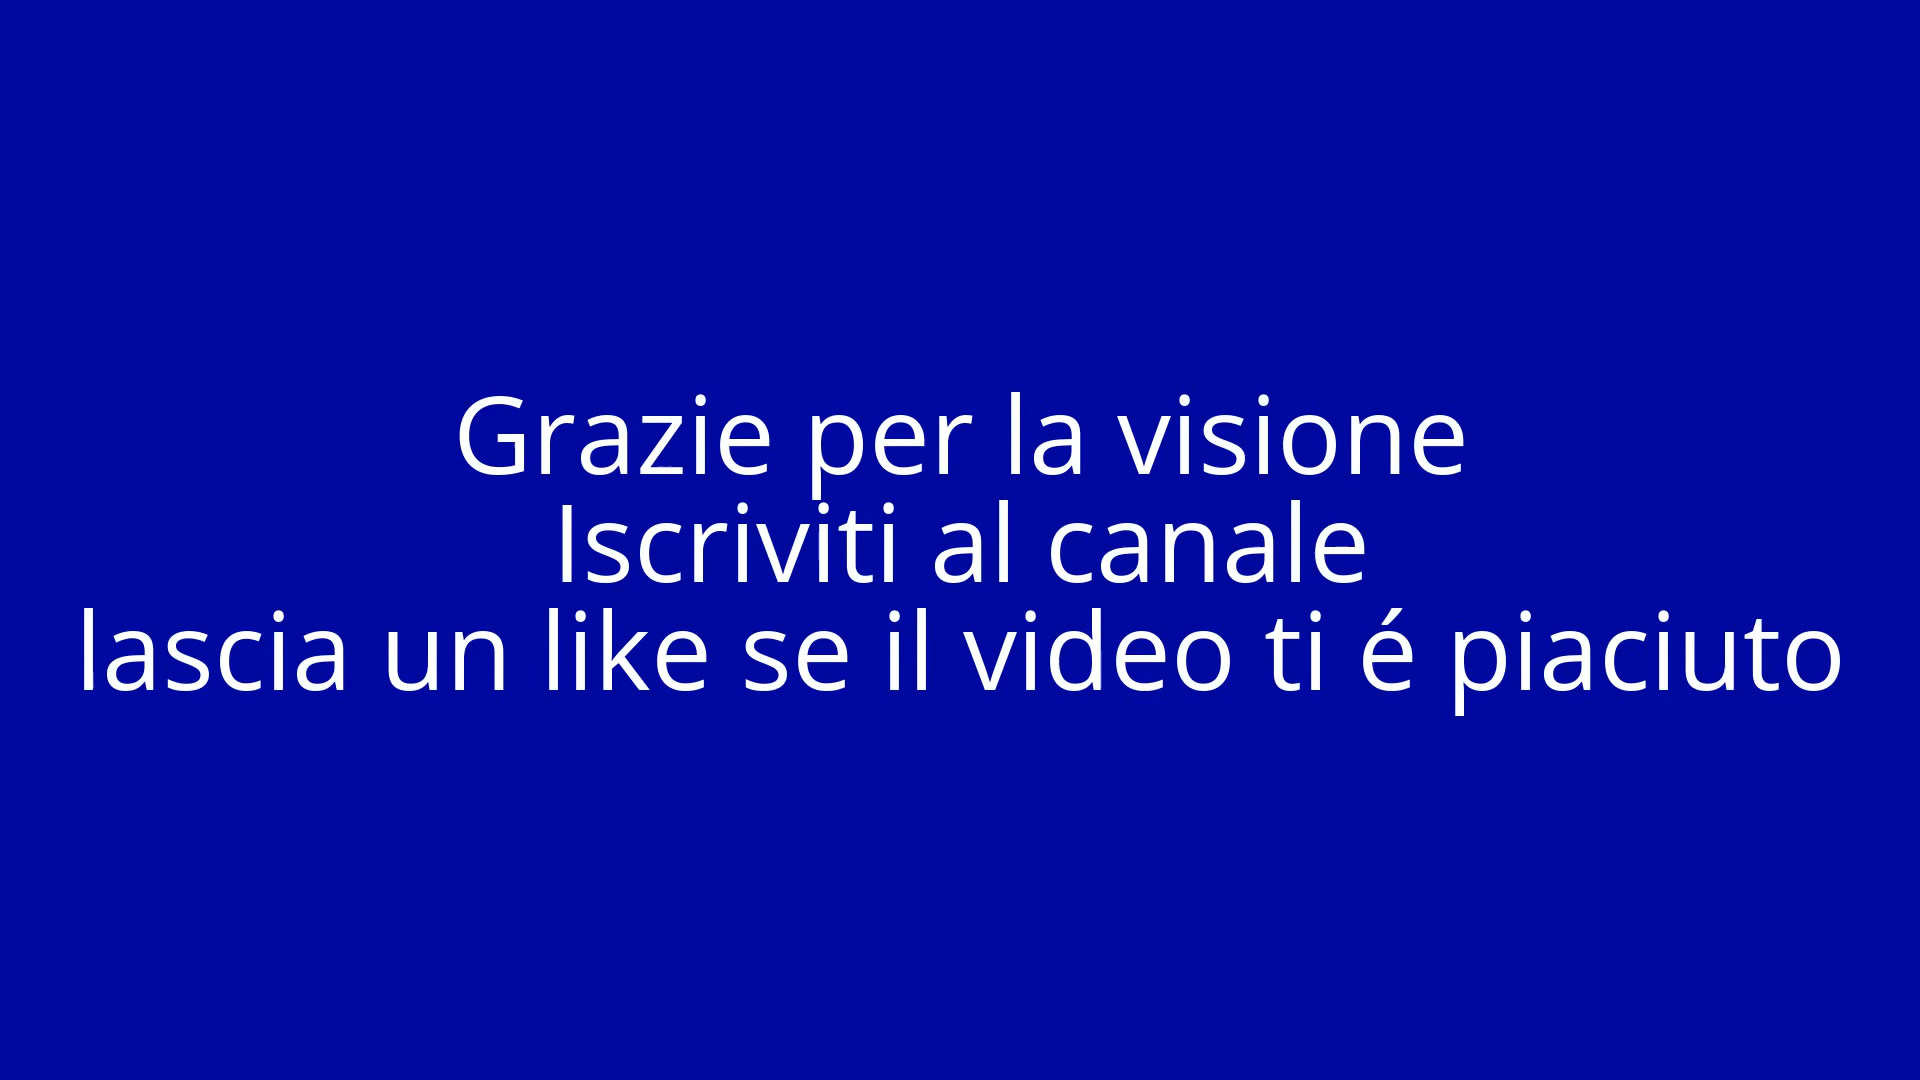 Grazie per la visione
Iscriviti al canale
lascia un like se il video ti é piaciuto